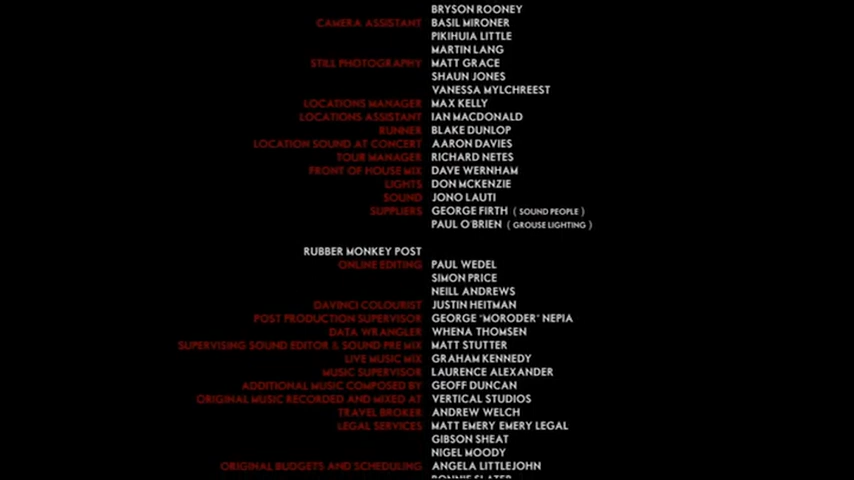 BRYSON ROONEY
CAMERA ASSISTANT BASIL MIRONER
PIKIHUIA LITTLE
MARTIN LANG
STILL PHOTOGRAPHY MATT GRACE
SHAUN JONES
VANESSA MYLCHREEST
LOCATIONS MANAGER MAX KELLY
LOCATIONS ASSISTANT IAN MACDONALD
RUNNER BLAKE DUNLOP
LOCATION SOUND AT CONCERT AARON DAVIES
TOUR MANAGER RICHARD NETES
FRONT OF HOUSE MIX DAVE WERNHAM
LIGHTS DON MCKENZIE
SOUND JONO LAUTI
SUPPLIERS GEORGE FIRTH ( SOUND PEOPLE )
PAUL O'BRIEN ( GROUSE LIGHTING )
RUBBER MONKEY POST
ONLINE EDITING PAUL WEDEL
SIMON PRICE
NEILL ANDREWS
DAVINCI COLOURIST JUSTIN HEITMAN
POST PRODUCTION SUPERVISOR GEORGE "MORODER" NEPIA
DATA WRANGLER WHENA THOMSEN
SUPERVISING SOUND EDITOR & SOUND PRE MIX MATT STUTTER
LIVE MUSIC MIX GRAHAM KENNEDY
MUSIC SUPERVISOR LAURENCE ALEXANDER
ADDITIONAL MUSIC COMPOSED BY GEOFF DUNCAN
ORIGINAL MUSIC RECORDED AND MIXED AT VERTICAL STUDIOS
TRAVEL BROKER ANDREW WELCH
LEGAL SERVICES MATT EMERY EMERY LEGAL
GIBSON SHEAT
NIGEL MOODY
ORIGINAL BUDGETS AND SCHEDULING ANGELA LITTLEJOHN